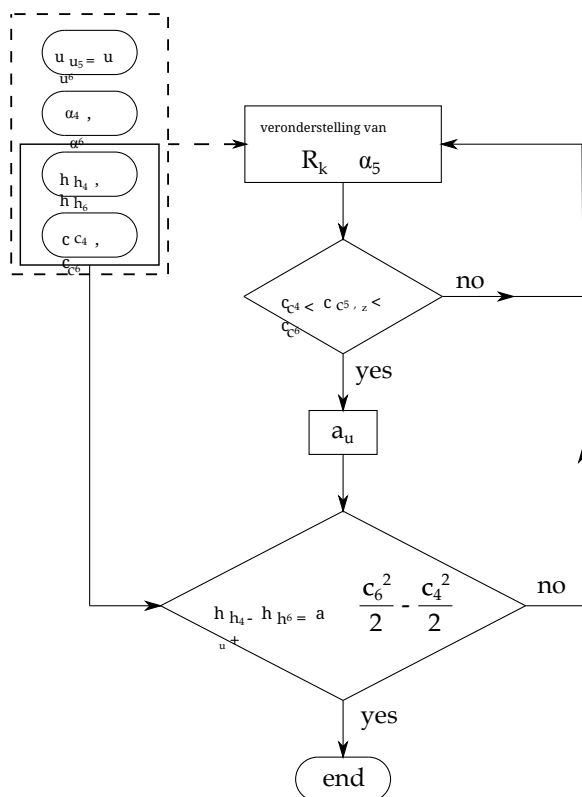 u u₅ = u
u⁶
α₄ ,
α⁶
h h₄ ,
h h₆
c c₄ ,
c c⁶
veronderstelling van
Rₖ α₅
c c⁴ < c c⁵ , z <
c c⁶
no
yes
aᵤ
h h₄ - h h⁶ = a
u +
c₆²/2 - c₄²/2
no
yes
end